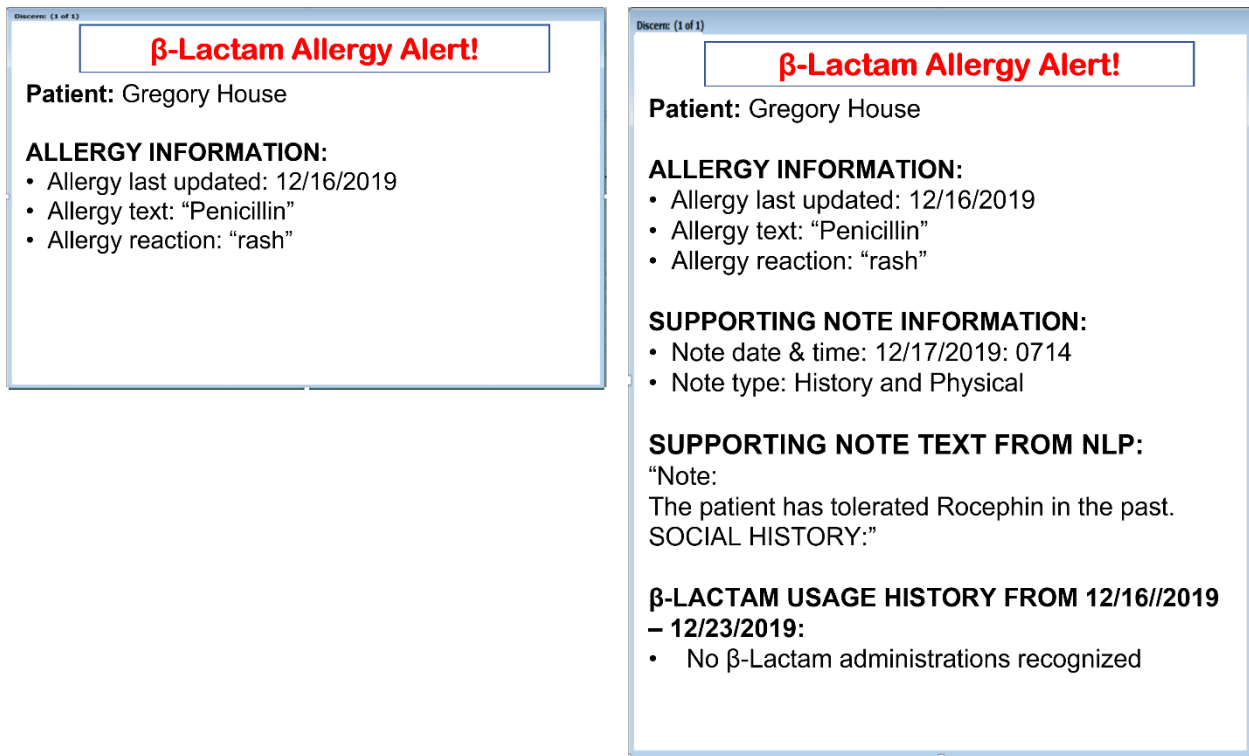 Discern: (1 of 1)
β-Lactam Allergy Alert!
Patient: Gregory House
ALLERGY INFORMATION:
• Allergy last updated: 12/16/2019
• Allergy text: “Penicillin”
• Allergy reaction: “rash”
Discern: (1 of 1)
β-Lactam Allergy Alert!
Patient: Gregory House
ALLERGY INFORMATION:
• Allergy last updated: 12/16/2019
• Allergy text: “Penicillin”
• Allergy reaction: “rash”
SUPPORTING NOTE INFORMATION:
• Note date & time: 12/17/2019: 0714
• Note type: History and Physical
SUPPORTING NOTE TEXT FROM NLP:
“Note:
The patient has tolerated Rocephin in the past.
SOCIAL HISTORY:”
β-LACTAM USAGE HISTORY FROM 12/16//2019
– 12/23/2019:
• No β-Lactam administrations recognized